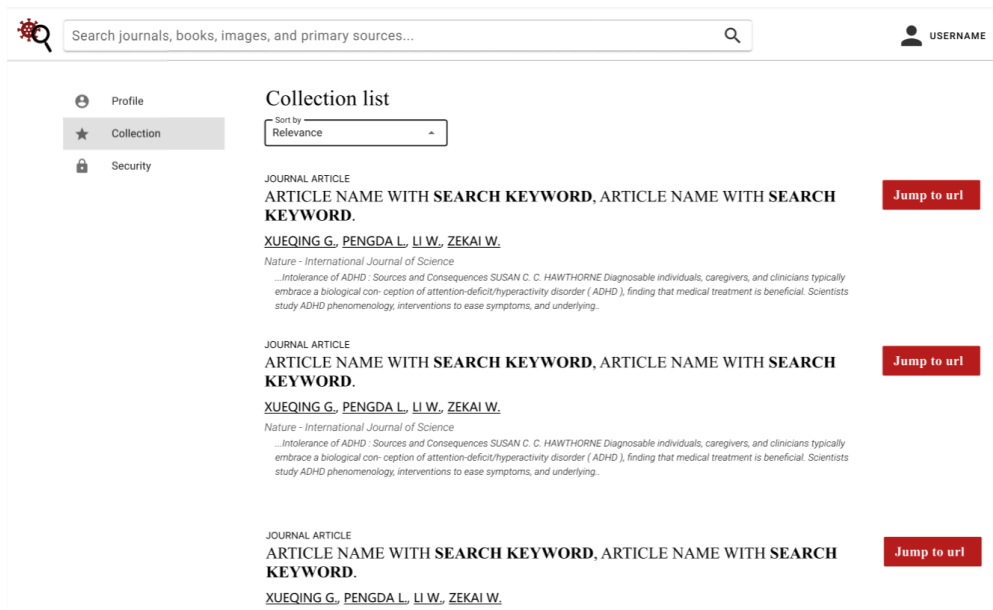 Search journals, books, images, and primary sources...
USERNAME
Profile
Collection
Security
Collection list
Sort by
Relevance
JOURNAL ARTICLE
ARTICLE NAME WITH SEARCH KEYWORD, ARTICLE NAME WITH SEARCH
KEYWORD.
Jump to url
XUEQING G., PENGDA L., LI W., ZEKAI W.
Nature - International Journal of Science
...Intolerance of ADHD : Sources and Consequences SUSAN C. C. HAWTHORNE Diagnosable individuals, caregivers, and clinicians typically
embrace a biological con- ception of attention-deficit/hyperactivity disorder ( ADHD ), finding that medical treatment is beneficial. Scientists
study ADHD phenomenology, interventions to ease symptoms, and underlying..
JOURNAL ARTICLE
ARTICLE NAME WITH SEARCH KEYWORD, ARTICLE NAME WITH SEARCH
KEYWORD.
Jump to url
XUEQING G., PENGDA L., LI W., ZEKAI W.
Nature - International Journal of Science
...Intolerance of ADHD : Sources and Consequences SUSAN C. C. HAWTHORNE Diagnosable individuals, caregivers, and clinicians typically
embrace a biological con- ception of attention-deficit/hyperactivity disorder ( ADHD ), finding that medical treatment is beneficial. Scientists
study ADHD phenomenology, interventions to ease symptoms, and underlying..
JOURNAL ARTICLE
ARTICLE NAME WITH SEARCH KEYWORD, ARTICLE NAME WITH SEARCH
KEYWORD.
Jump to url
XUEQING G., PENGDA L., LI W., ZEKAI W.